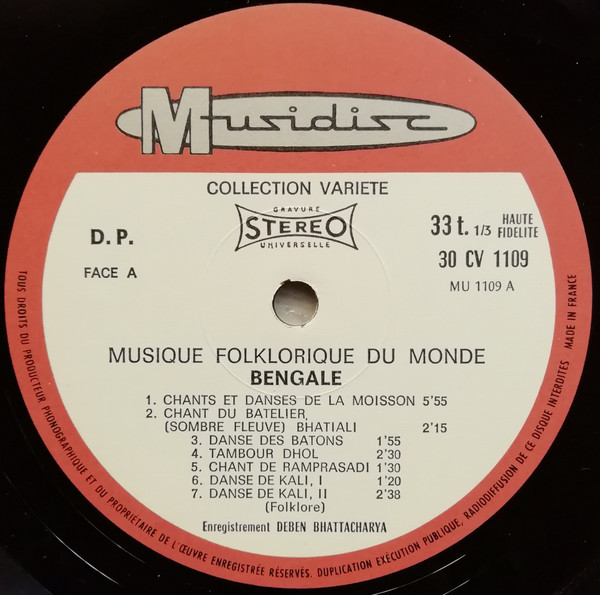 Musidisc
COLLECTION VARIETE
GRAVURE
STEREO
UNIVERSELLE
D.P.
33 t. 1/3 HAUTE FIDELITE
30 CV 1109
FACE A
MU 1109 A
MUSIQUE FOLKLORIQUE DU MONDE
BENGALE
1. CHANTS ET DANSES DE LA MOISSON 5'55
2. CHANT DU BATELIER,
(SOMBRE FLEUVE) BHATIALI 2'15
3. DANSE DES BATONS 1'55
4. TAMBOUR DHOL 2'30
5. CHANT DE RAMPRASADI 1'30
6. DANSE DE KALI, I 1'20
7. DANSE DE KALI, II 2'38
(Folklore)
Enregistrement DEBEN BHATTACHARYA
TOUS DROITS DU PRODUCTEUR PHONOGRAPHIQUE ET DU PROPRIÉTAIRE DE L'ŒUVRE ENREGISTRÉE RÉSERVÉS. DUPLICATION EXÉCUTION PUBLIQUE, RADIODIFFUSION DE CE DISQUE INTERDITES MADE IN FRANCE